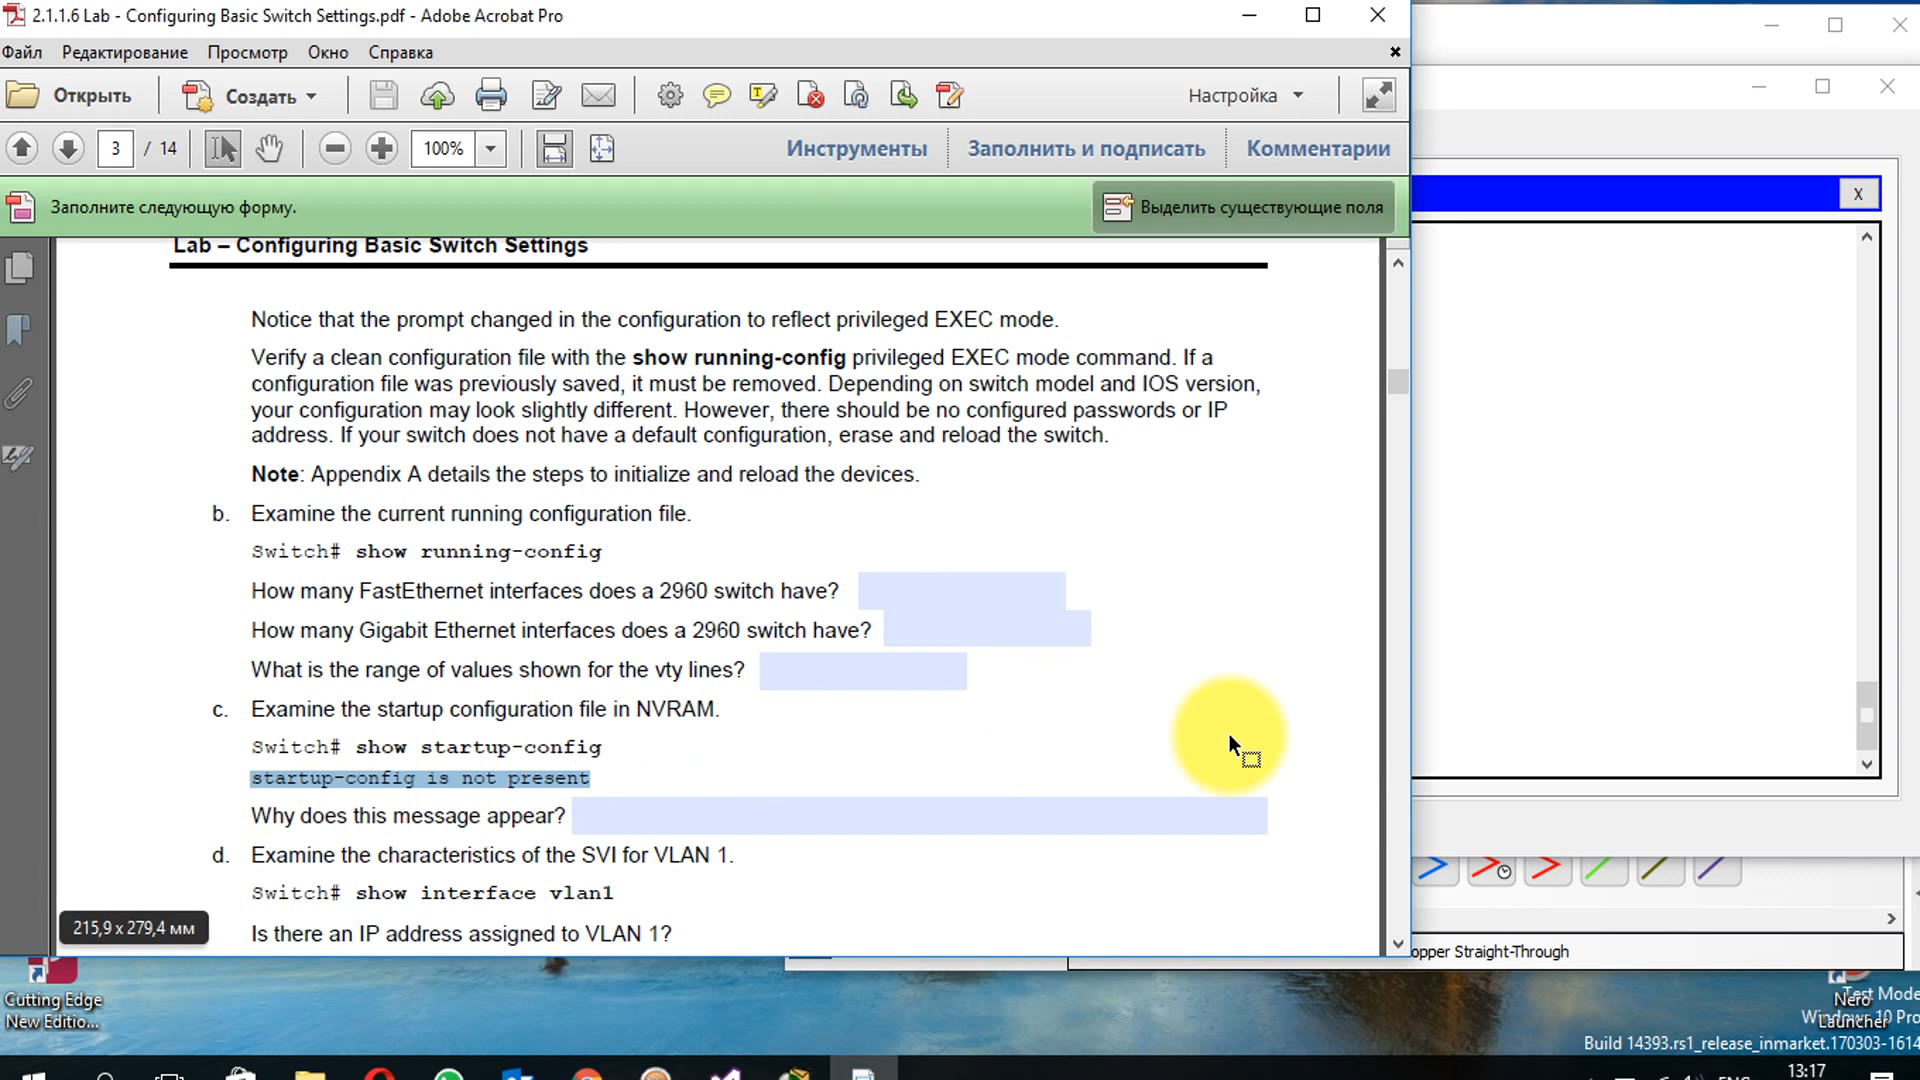 2.1.1.6 Lab - Configuring Basic Switch Settings.pdf - Adobe Acrobat Pro
Файл Редактирование Просмотр Окно Справка
Открыть Создать Настройка
3 / 14 100% Инструменты Заполнить и подписать Комментарии
Заполните следующую форму. Выделить существующие поля X
Lab – Configuring Basic Switch Settings
Notice that the prompt changed in the configuration to reflect privileged EXEC mode.
Verify a clean configuration file with the show running-config privileged EXEC mode command. If a
configuration file was previously saved, it must be removed. Depending on switch model and IOS version,
your configuration may look slightly different. However, there should be no configured passwords or IP
address. If your switch does not have a default configuration, erase and reload the switch.
Note: Appendix A details the steps to initialize and reload the devices.
b. Examine the current running configuration file.
Switch# show running-config
How many FastEthernet interfaces does a 2960 switch have?
How many Gigabit Ethernet interfaces does a 2960 switch have?
What is the range of values shown for the vty lines?
c. Examine the startup configuration file in NVRAM.
Switch# show startup-config
startup-config is not present
Why does this message appear?
d. Examine the characteristics of the SVI for VLAN 1.
Switch# show interface vlan1
Is there an IP address assigned to VLAN 1?
215,9 x 279,4 мм
opper Straight-Through
Cutting Edge
New Editio...
Nero
Launcher
Test Mode
Windows 10 Pro
Build 14393.rs1_release_inmarket.170303-1614
13:17